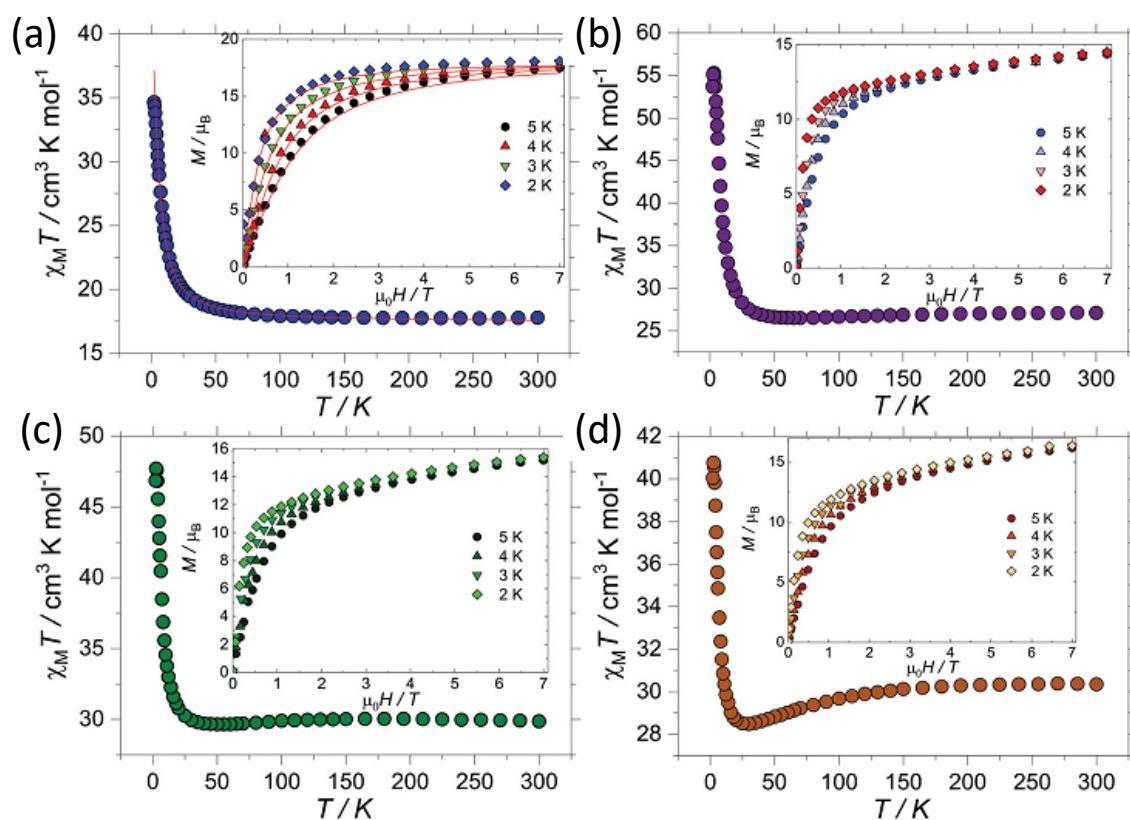 (a)
40
35
30
25
20
15
χMT / cm³ K mol⁻¹
0 50 100 150 200 250 300
T / K
20
15
10
5
0
M / μB
0 1 2 3 4 5 6 7
μ0H / T
5 K
4 K
3 K
2 K
(b)
60
55
50
45
40
35
30
25
χMT / cm³ K mol⁻¹
0 50 100 150 200 250 300
T / K
15
10
5
0
M / μB
0 1 2 3 4 5 6 7
μ0H / T
5 K
4 K
3 K
2 K
(c)
50
45
40
35
30
χMT / cm³ K mol⁻¹
0 50 100 150 200 250 300
T / K
16
14
12
10
8
6
4
2
0
M / μB
0 1 2 3 4 5 6 7
μ0H / T
5 K
4 K
3 K
2 K
(d)
42
40
38
36
34
32
30
28
χMT / cm³ K mol⁻¹
0 50 100 150 200 250 300
T / K
15
10
5
0
M / μB
0 1 2 3 4 5 6 7
μ0H / T
5 K
4 K
3 K
2 K